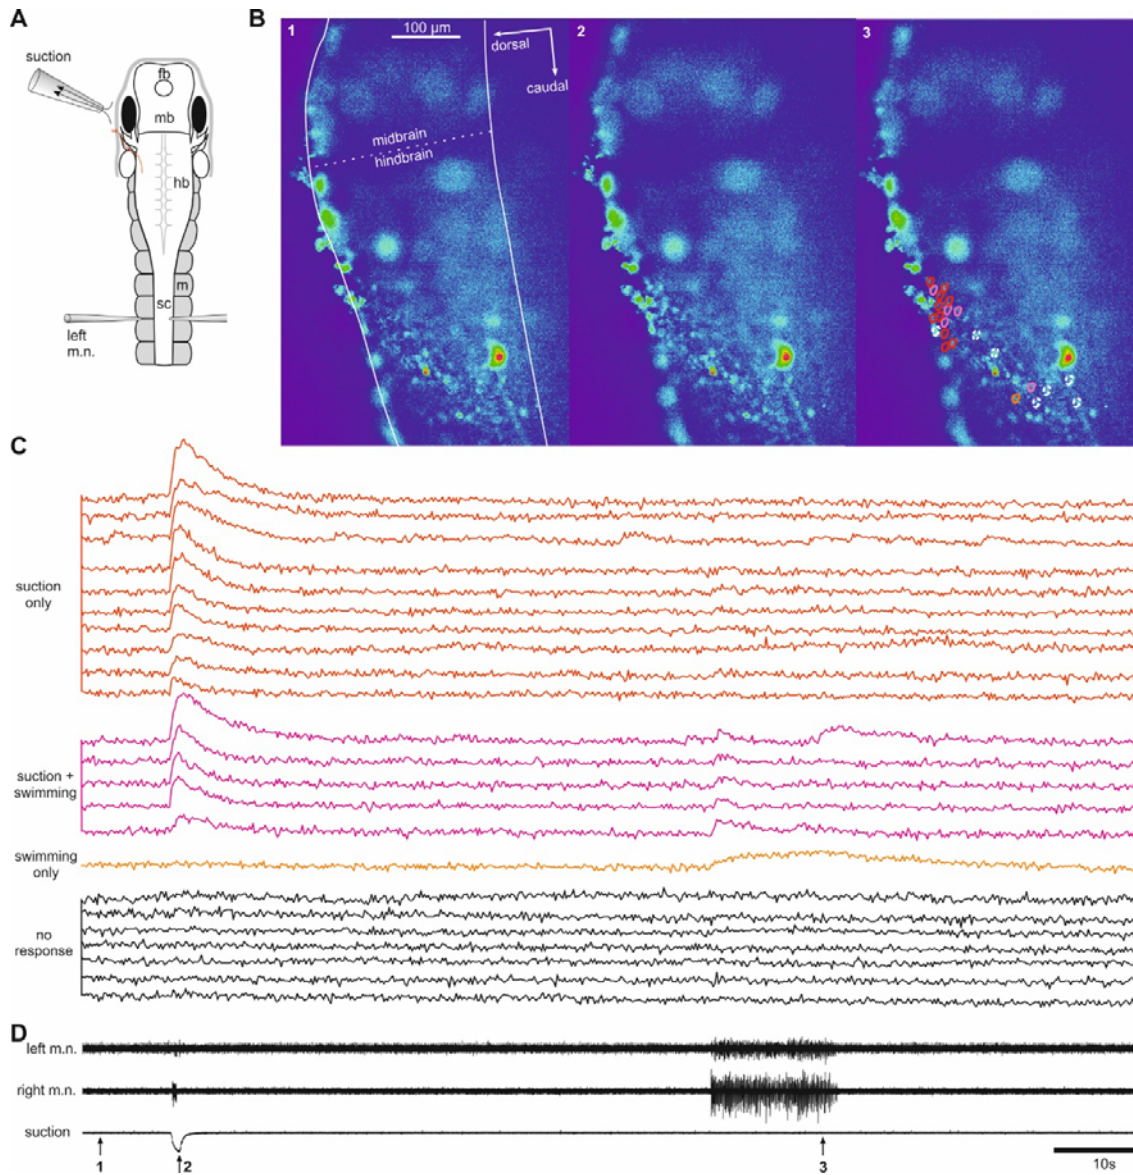 A
suction
fb
mb
hb
m
sc
left
m.n.
B
1
100 µm
dorsal
caudal
midbrain
hindbrain
2
3
C
suction
only
suction +
swimming
swimming
only
no
response
D
left m.n.
right m.n.
suction
1
2
3
10s